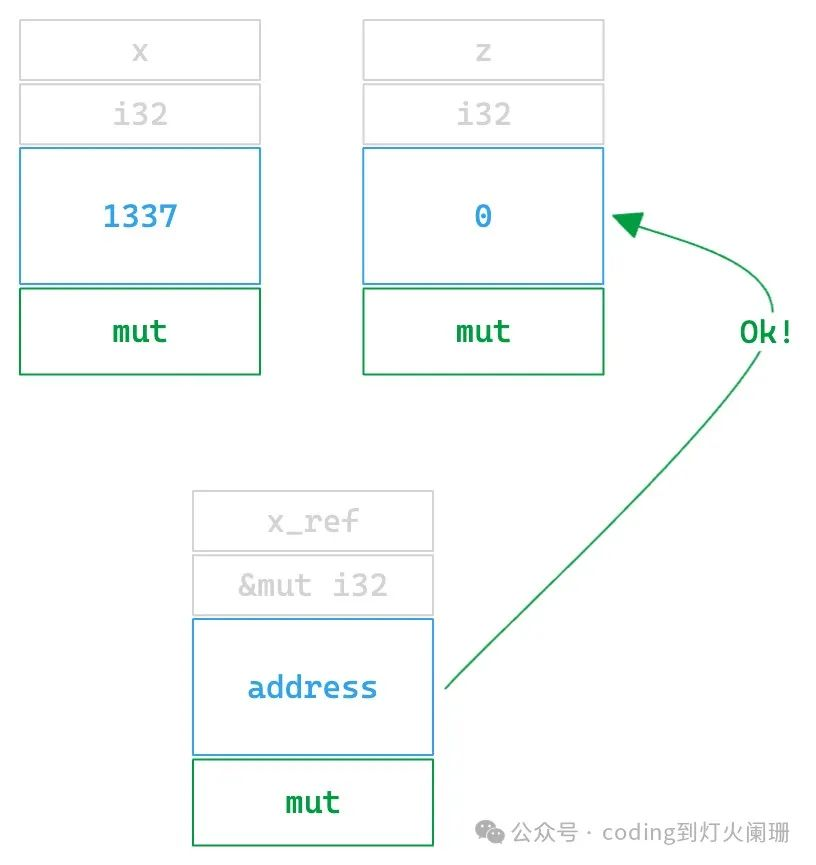 x
i32
1337
mut
z
i32
0
mut
Ok!
x_ref
&mut i32
address
mut
公众号 · coding到灯火阑珊